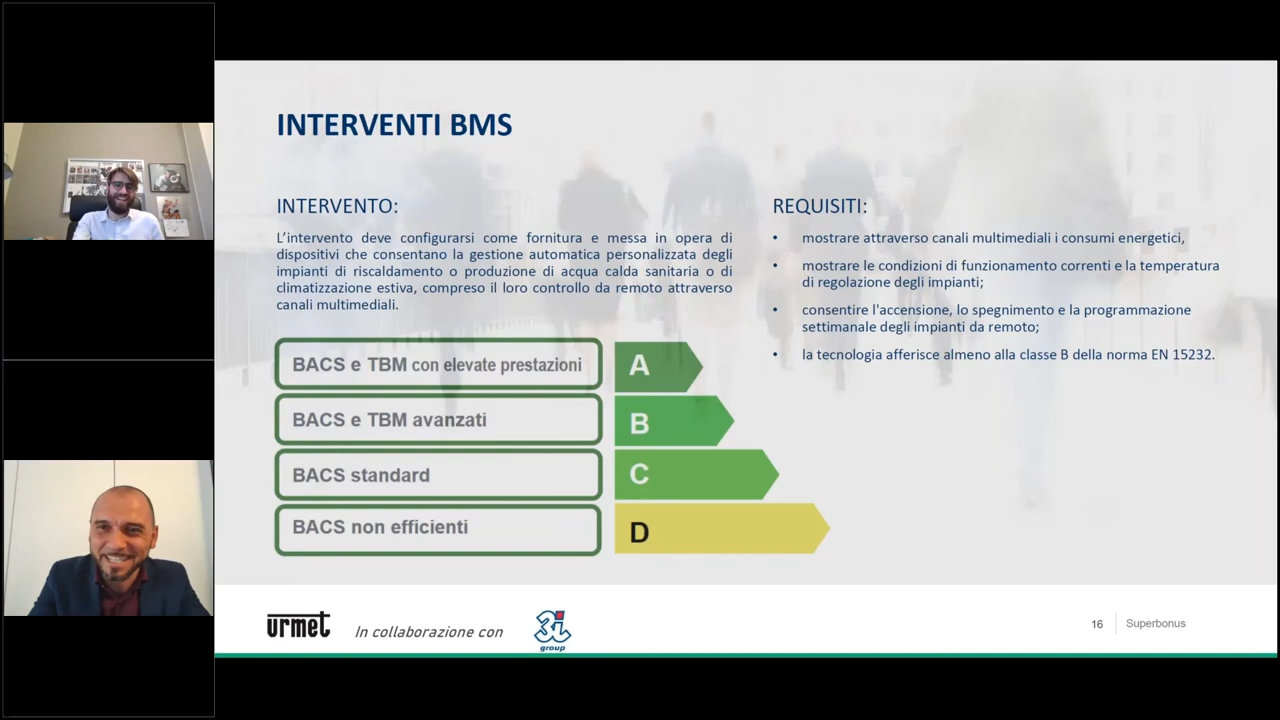 INTERVENTI BMS
INTERVENTO:
L'intervento deve configurarsi come fornitura e messa in opera di
dispositivi che consentano la gestione automatica personalizzata degli
impianti di riscaldamento o produzione di acqua calda sanitaria o di
climatizzazione estiva, compreso il loro controllo da remoto attraverso
canali multimediali.
BACS e TBM con elevate prestazioni A
BACS e TBM avanzati B
BACS standard C
BACS non efficienti D
REQUISITI:
• mostrare attraverso canali multimediali i consumi energetici,
• mostrare le condizioni di funzionamento correnti e la temperatura
di regolazione degli impianti;
• consentire l'accensione, lo spegnimento e la programmazione
settimanale degli impianti da remoto;
• la tecnologia afferisce almeno alla classe B della norma EN 15232.
urmet In collaborazione con 3i group
16 Superbonus